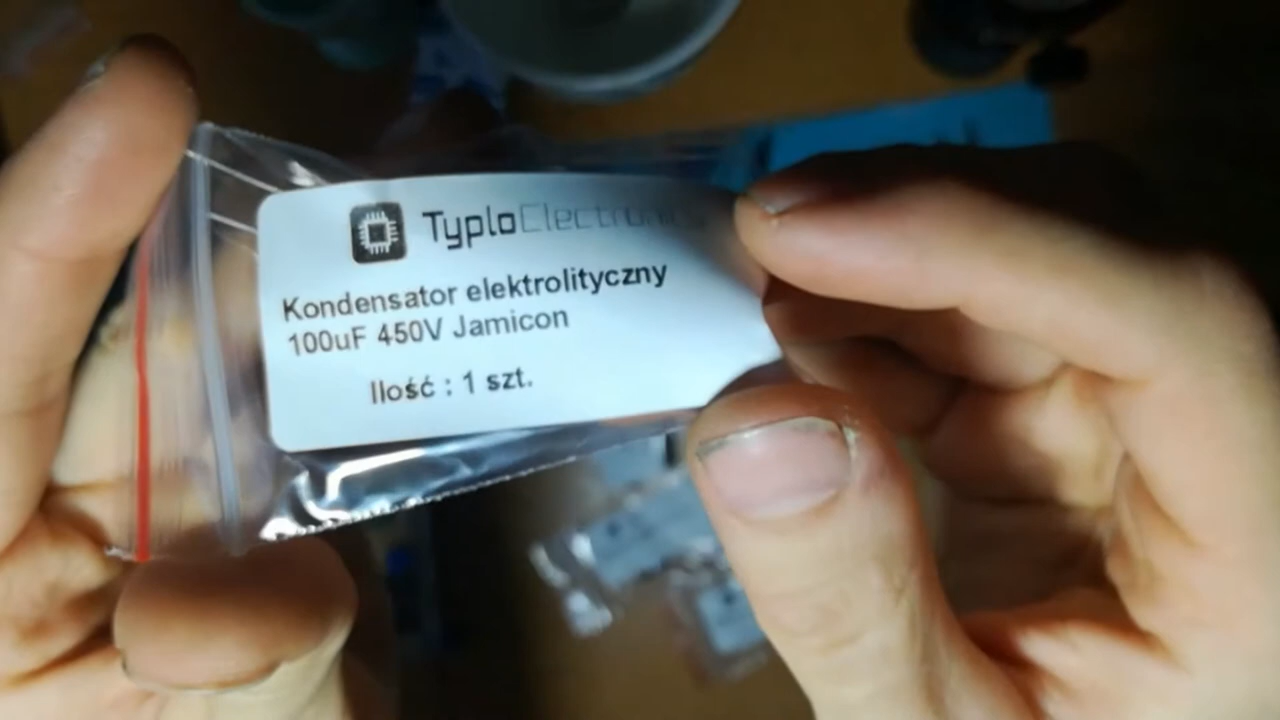 TyploElectronics
Kondensator elektrolityczny
100uF 450V Jamicon
Ilość : 1 szt.